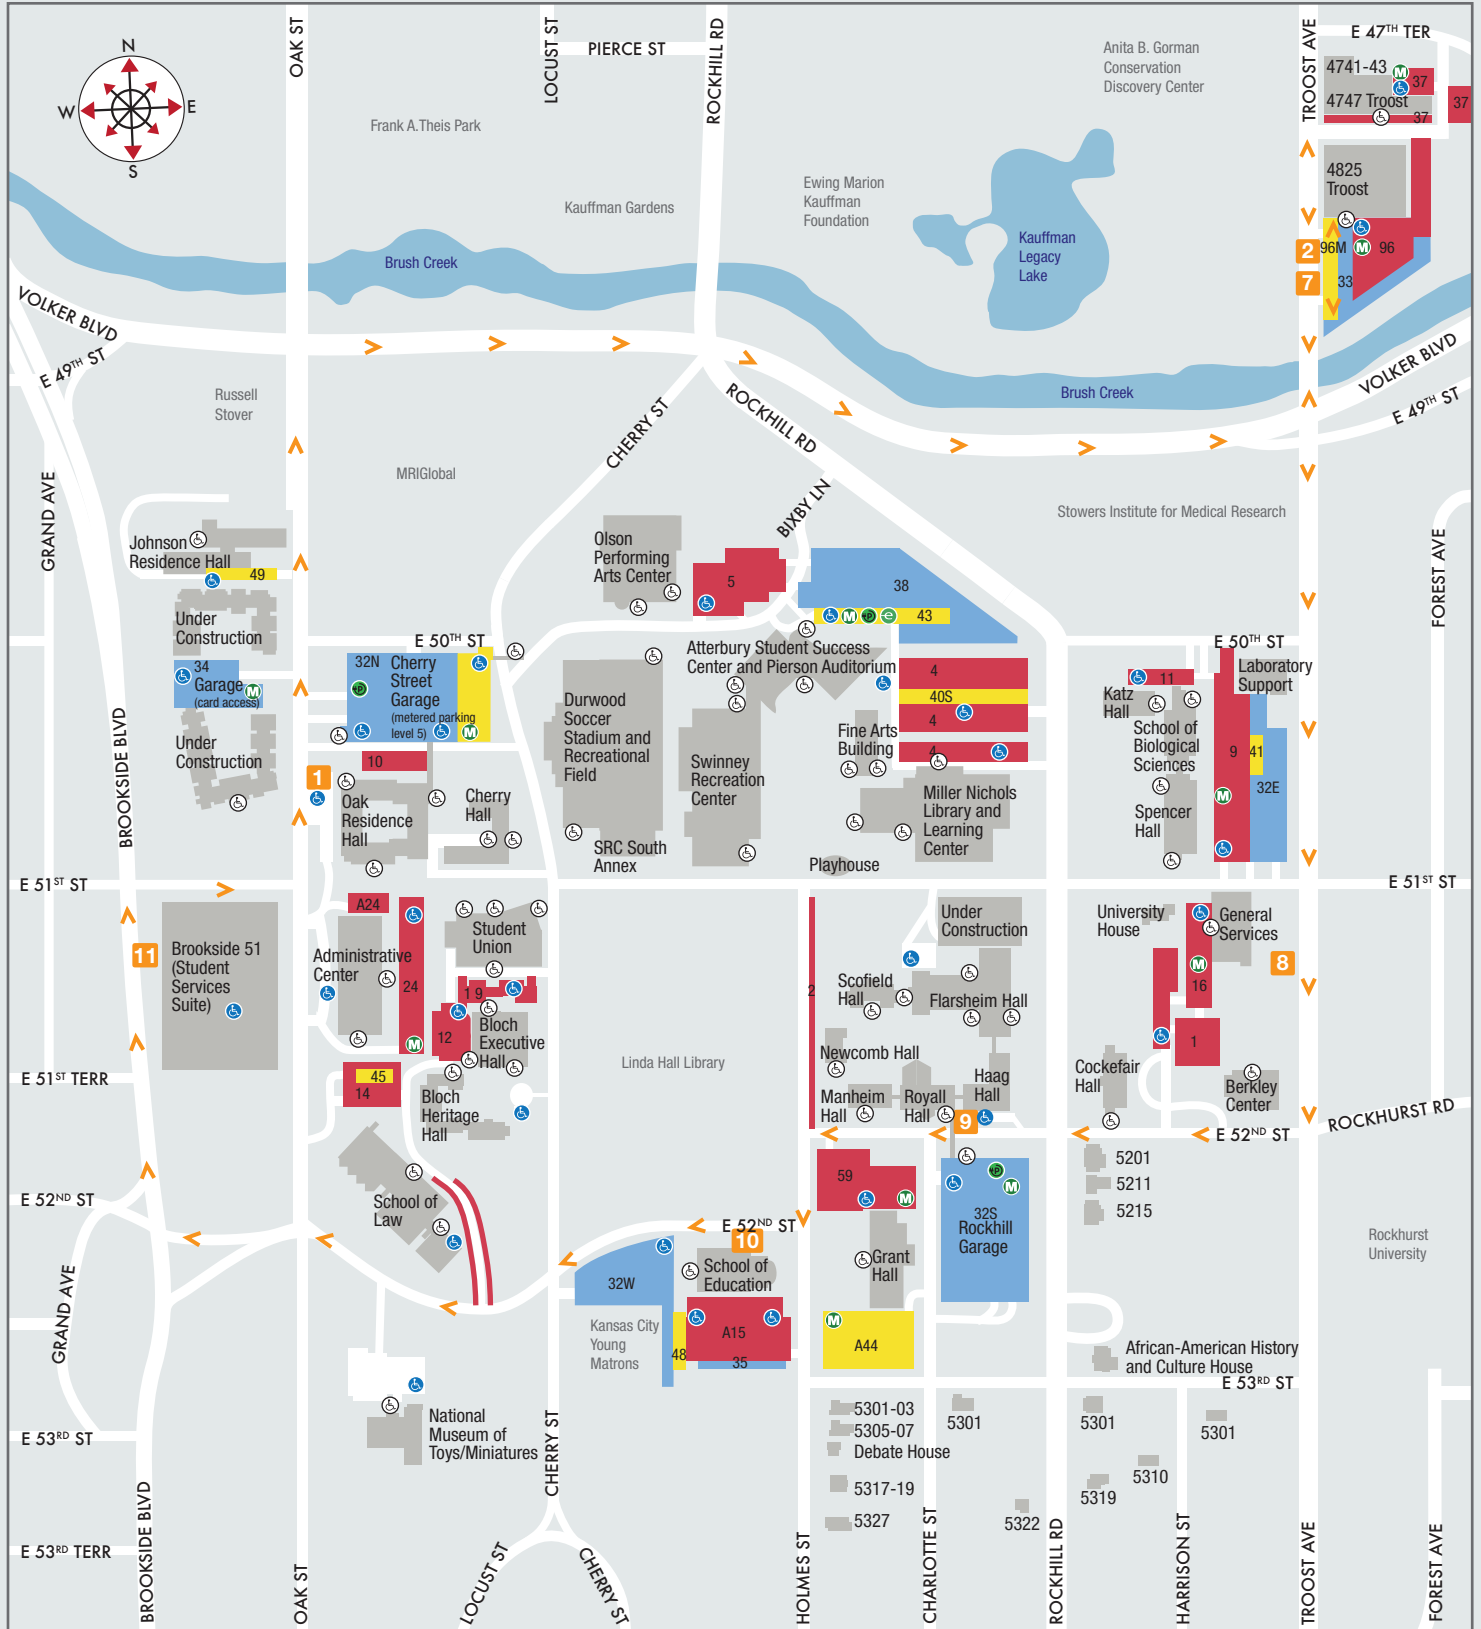 N
W
E
S
OAK ST
LOCUST ST
PIERCE ST
ROCKHILL RD
Anita B. Gorman
Conservation
Discovery Center
TROOST AVE
E 47TH TER
4741-43
M
37
4747 Troost
37
37
Frank A.Theis Park
Kauffman Gardens
Ewing Marion
Kauffman
Foundation
Kauffman
Legacy
Lake
4825
Troost
2
96M
M
96
7
33
Brush Creek
VOLKER BLVD
E 49TH ST
Russell
Stover
MRIGlobal
CHERRY ST
ROCKHILL RD
Brush Creek
VOLKER BLVD
E 49TH ST
GRAND AVE
BIXBY LN
Stowers Institute for Medical Research
FOREST AVE
Johnson
Residence Hall
49
Under
Construction
34
Garage
(card access)
M
Under
Construction
Olson
Performing
Arts Center
5
38
M
P
e
43
E 50TH ST
32N
Cherry
Street
Garage
(metered parking
level 5)
P
M
10
1
Oak
Residence
Hall
Cherry
Hall
Durwood
Soccer
Stadium and
Recreational
Field
SRC South
Annex
Atterbury Student Success
Center and Pierson Auditorium
Swinney
Recreation
Center
4
40S
4
4
Fine Arts
Building
Miller Nichols
Library and
Learning
Center
Playhouse
E 50TH ST
Laboratory
Support
11
Katz
Hall
School of
Biological
Sciences
9
41
32E
M
Spencer
Hall
BROOKSIDE BLVD
E 51ST ST
E 51ST ST
11
Brookside 51
(Student
Services
Suite)
A24
Administrative
Center
24
M
Student
Union
19
12
Bloch
Executive
Hall
45
14
Bloch
Heritage
Hall
Linda Hall Library
2
Under
Construction
Scofield
Hall
Flarsheim Hall
Newcomb Hall
Manheim
Hall
Royall
Hall
Haag
Hall
9
University
House
General
Services
M
16
8
1
Cockefair
Hall
Berkley
Center
E 51ST TERR
E 52ND ST
ROCKHURST RD
E 52ND ST
School of
Law
E 52ND ST
10
59
M
P
M
32S
Rockhill
Garage
5201
5211
5215
Rockhurst
University
32W
School of
Education
Grant
Hall
Kansas City
Young
Matrons
48
A15
35
M
A44
African-American History
and Culture House
E 53RD ST
GRAND AVE
National
Museum of
Toys/Miniatures
E 53RD ST
5301-03
5305-07
Debate House
5317-19
5327
5301
5301
5301
5310
5319
5322
E 53RD TERR
BROOKSIDE BLVD
OAK ST
LOCUST ST
CHERRY ST
CHERRY ST
HOLMES ST
CHARLOTTE ST
ROCKHILL RD
HARRISON ST
TROOST AVE
FOREST AVE